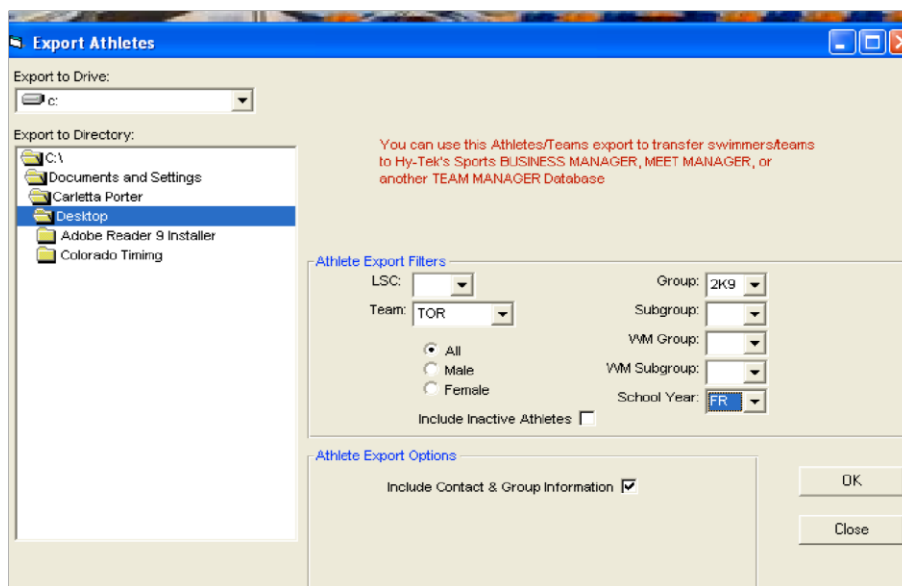 Export Athletes
Export to Drive:
c:
Export to Directory:
C:\
Documents and Settings
Carletta Porter
Desktop
Adobe Reader 9 Installer
Colorado Timing
You can use this Athletes/Teams export to transfer swimmers/teams
to Hy-Tek's Sports BUSINESS MANAGER, MEET MANAGER, or
another TEAM MANAGER Database
Athlete Export Filters
LSC:
Team: TOR
All
Male
Female
Include Inactive Athletes
Group: 2K9
Subgroup:
WM Group:
WM Subgroup:
School Year: FR
Athlete Export Options
Include Contact & Group Information
OK
Close